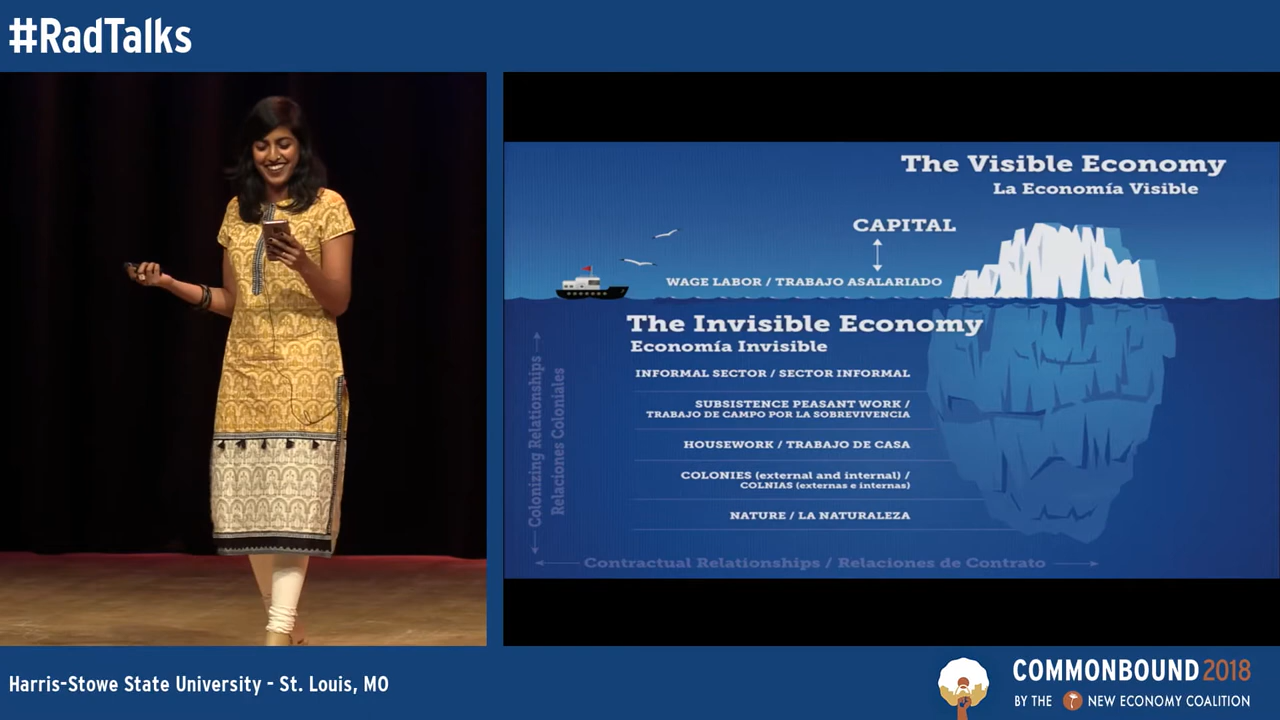 #RadTalks
The Visible Economy
La Economía Visible
CAPITAL
WAGE LABOR / TRABAJO ASALARIADO
The Invisible Economy
Economía Invisible
INFORMAL SECTOR / SECTOR INFORMAL
SUBSISTENCE PEASANT WORK /
TRABAJO DE CAMPO POR LA SOBREVIVENCIA
HOUSEWORK / TRABAJO DE CASA
COLONIES (external and internal) /
COLNIAS (externas e internas)
NATURE / LA NATURALEZA
Colonizing Relationships
Relaciones Coloniales
Contractual Relationships / Relaciones de Contrato
Harris-Stowe State University - St. Louis, MO
COMMONBOUND 2018
BY THE NEW ECONOMY COALITION